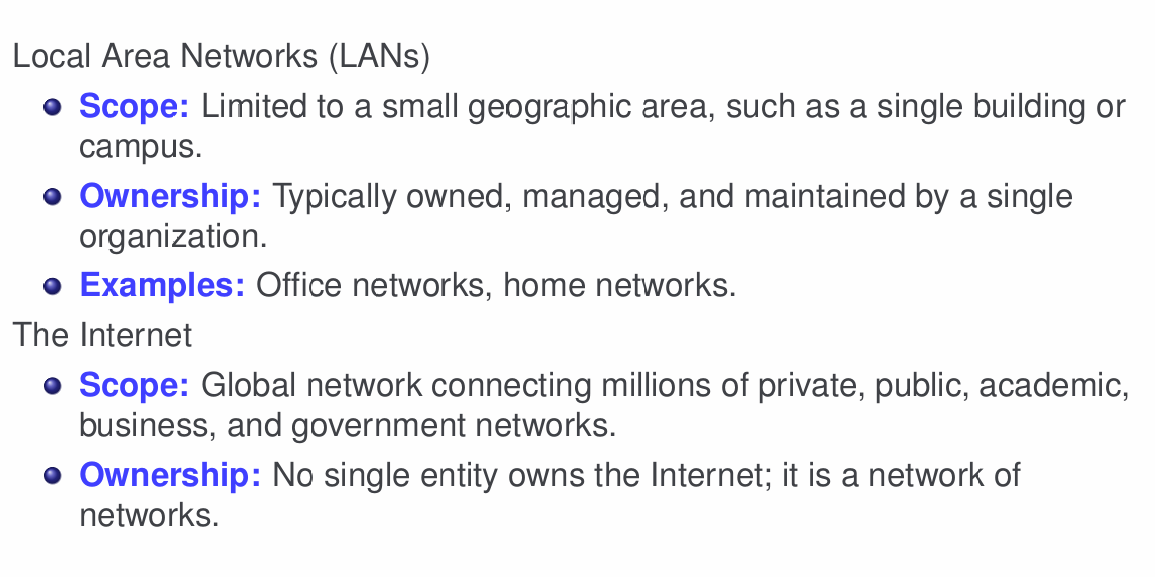 Local Area Networks (LANs)
Scope: Limited to a small geographic area, such as a single building or
campus.
Ownership: Typically owned, managed, and maintained by a single
organization.
Examples: Office networks, home networks.
The Internet
Scope: Global network connecting millions of private, public, academic,
business, and government networks.
Ownership: No single entity owns the Internet; it is a network of
networks.